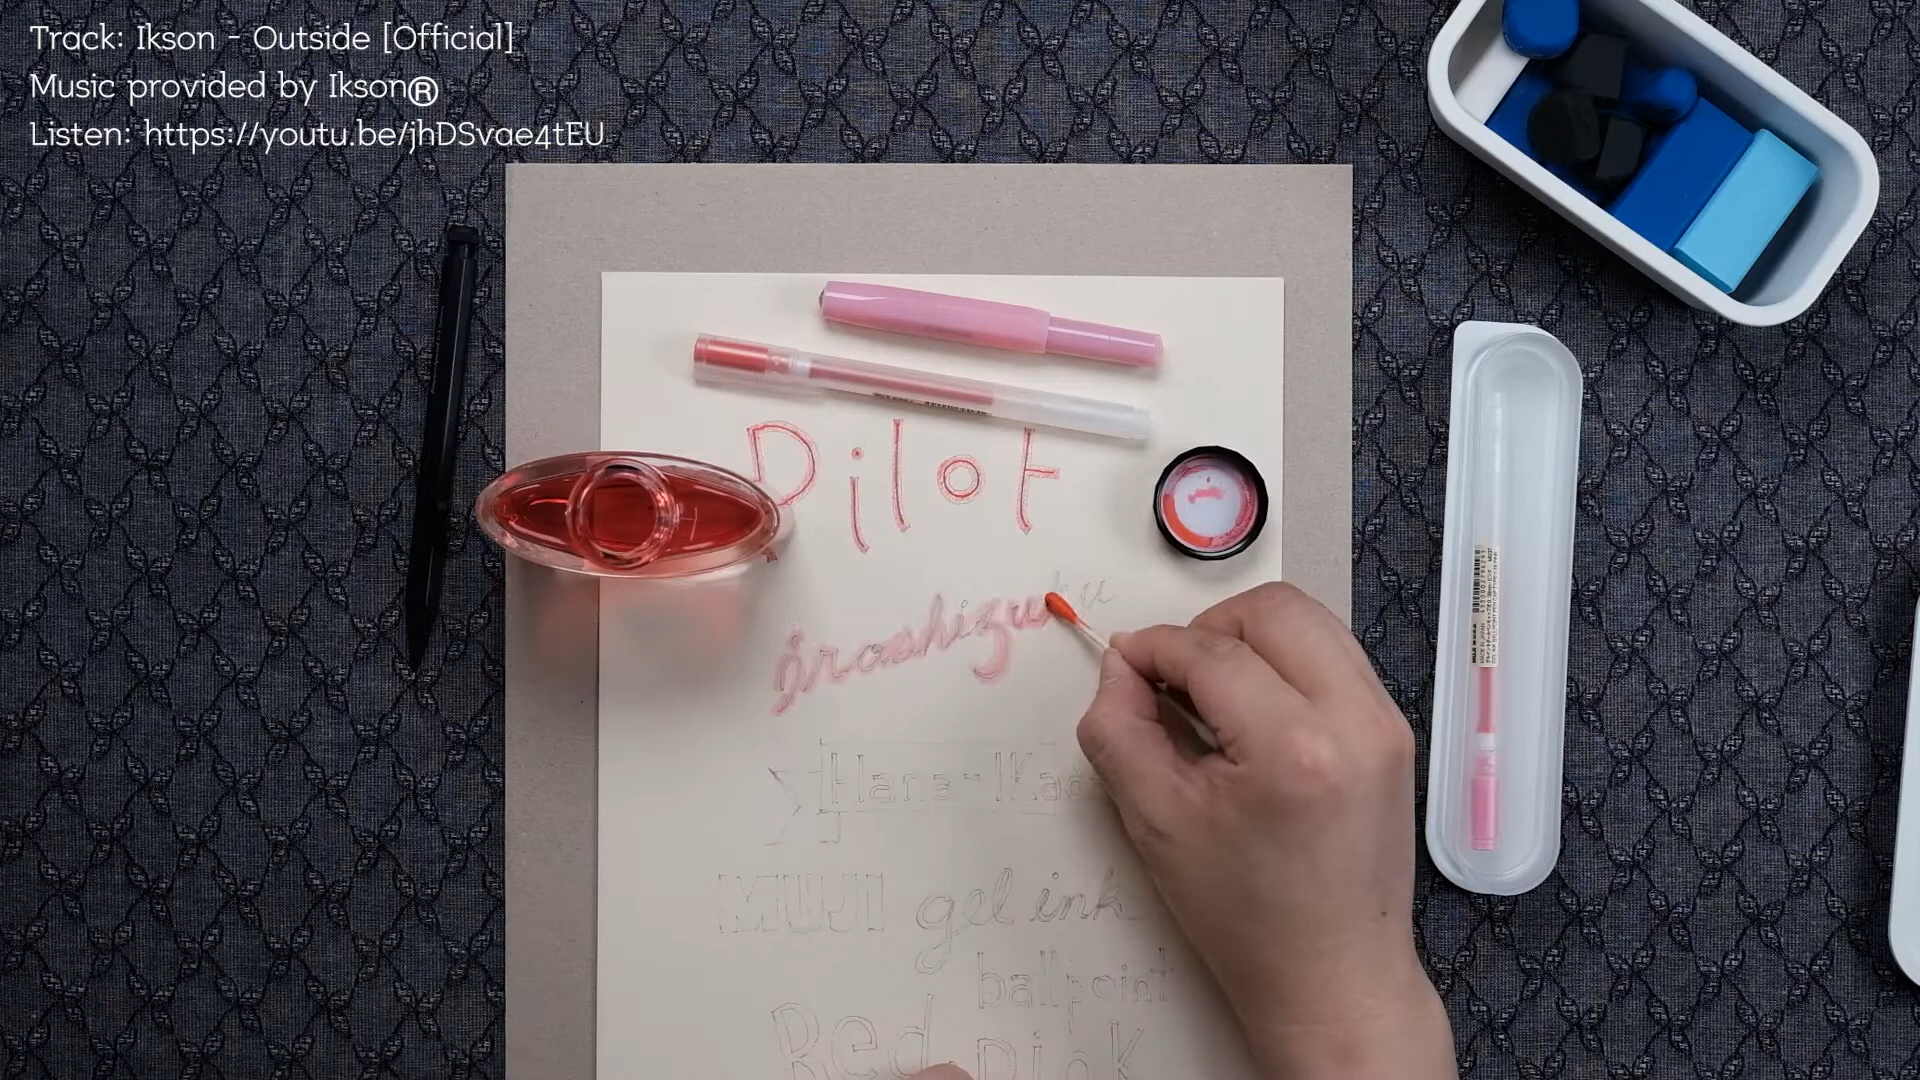 Track: Ikson - Outside [Official]
Music provided by Ikson®
Listen: https://youtu.be/jhDSvae4tEU
Pilot
iroshizuku
Hana-Ikada
MUJI gel ink
ballpoint
Red Pink